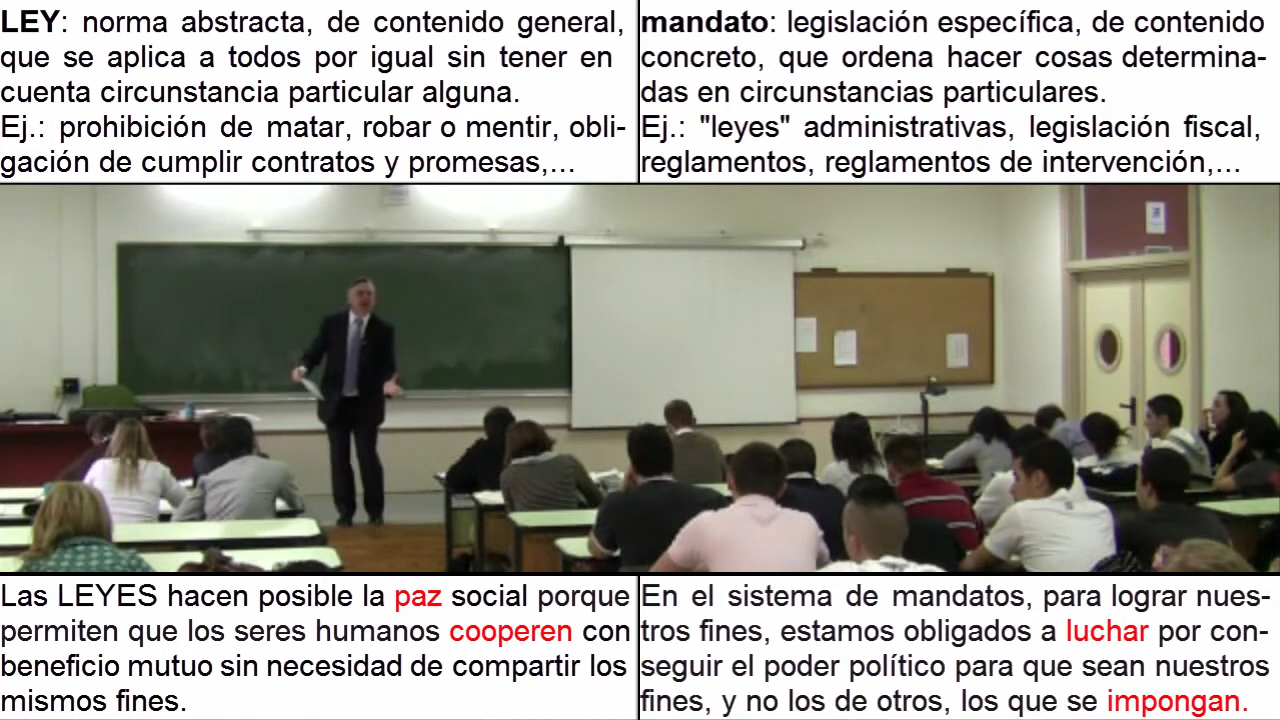 LEY: norma abstracta, de contenido general,
que se aplica a todos por igual sin tener en
cuenta circunstancia particular alguna.
Ej.: prohibición de matar, robar o mentir, obli-
gación de cumplir contratos y promesas,...
mandato: legislación específica, de contenido
concreto, que ordena hacer cosas determina-
das en circunstancias particulares.
Ej.: "leyes" administrativas, legislación fiscal,
reglamentos, reglamentos de intervención,...
Las LEYES hacen posible la paz social porque
permiten que los seres humanos cooperen con
beneficio mutuo sin necesidad de compartir los
mismos fines.
En el sistema de mandatos, para lograr nues-
tros fines, estamos obligados a luchar por con-
seguir el poder político para que sean nuestros
fines, y no los de otros, los que se impongan.